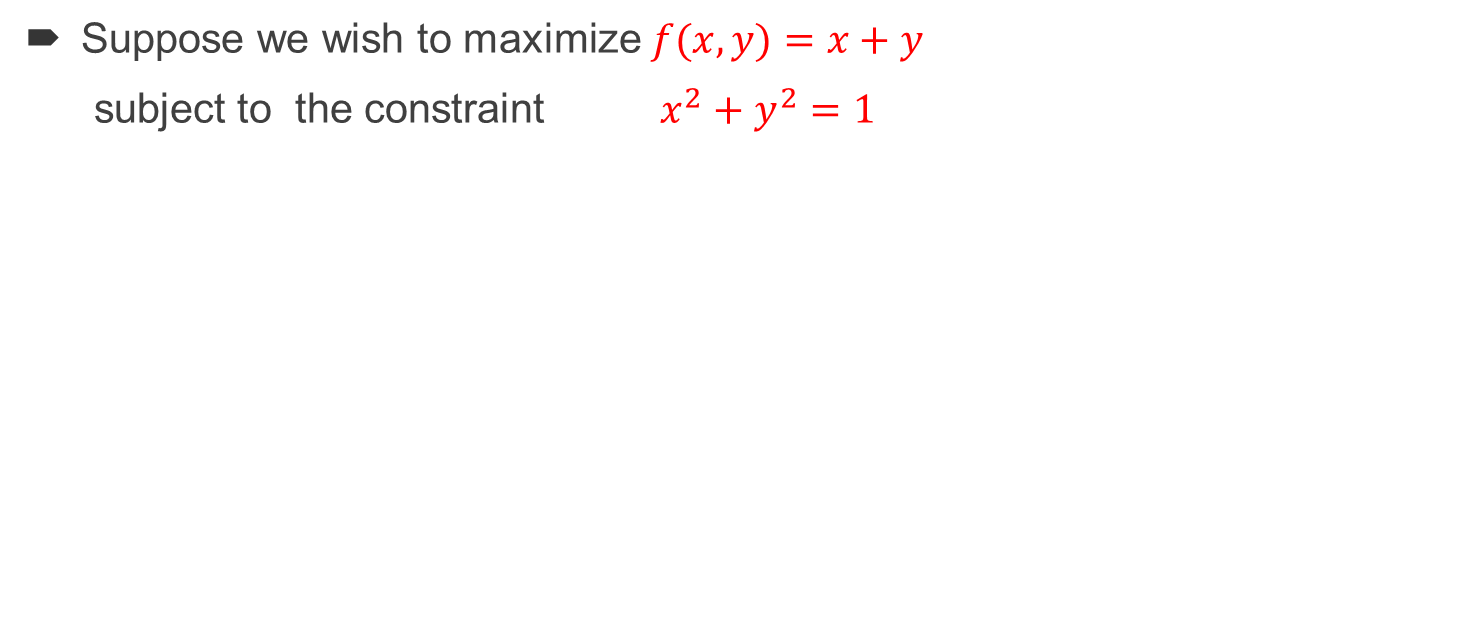 Suppose we wish to maximize f(x, y) = x + y
subject to the constraint x² + y² = 1